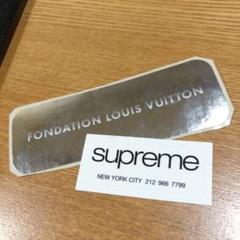 FONDATION LOUIS VUITTON
supreme
NEW YORK CITY 212 966 7799